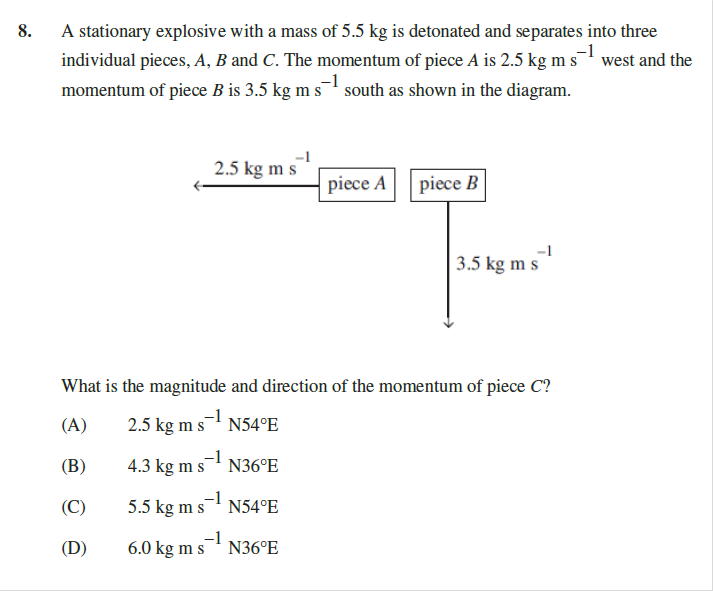 8. A stationary explosive with a mass of 5.5 kg is detonated and separates into three
individual pieces, A, B and C. The momentum of piece A is 2.5 kg m s⁻¹ west and the
momentum of piece B is 3.5 kg m s⁻¹ south as shown in the diagram.
2.5 kg m s⁻¹
piece A piece B
3.5 kg m s⁻¹
What is the magnitude and direction of the momentum of piece C?
(A) 2.5 kg m s⁻¹ N54°E
(B) 4.3 kg m s⁻¹ N36°E
(C) 5.5 kg m s⁻¹ N54°E
(D) 6.0 kg m s⁻¹ N36°E